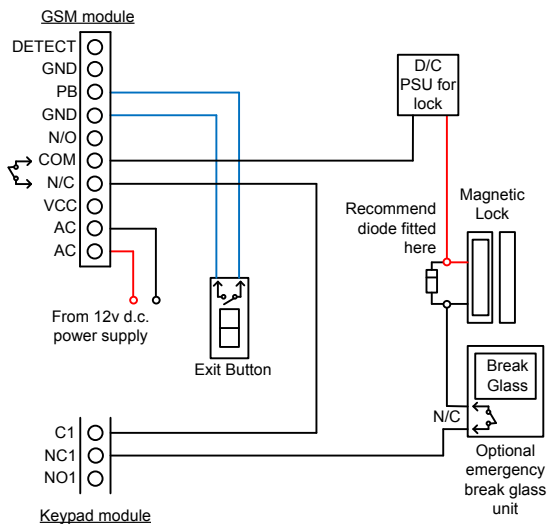 GSM module
DETECT
GND
PB
GND
N/O
COM
N/C
VCC
AC
AC
From 12v d.c.
power supply
Exit Button
D/C
PSU for
lock
Recommend
diode fitted
here
Magnetic
Lock
Break
Glass
N/C
Optional
emergency
break glass
unit
C1
NC1
NO1
Keypad module